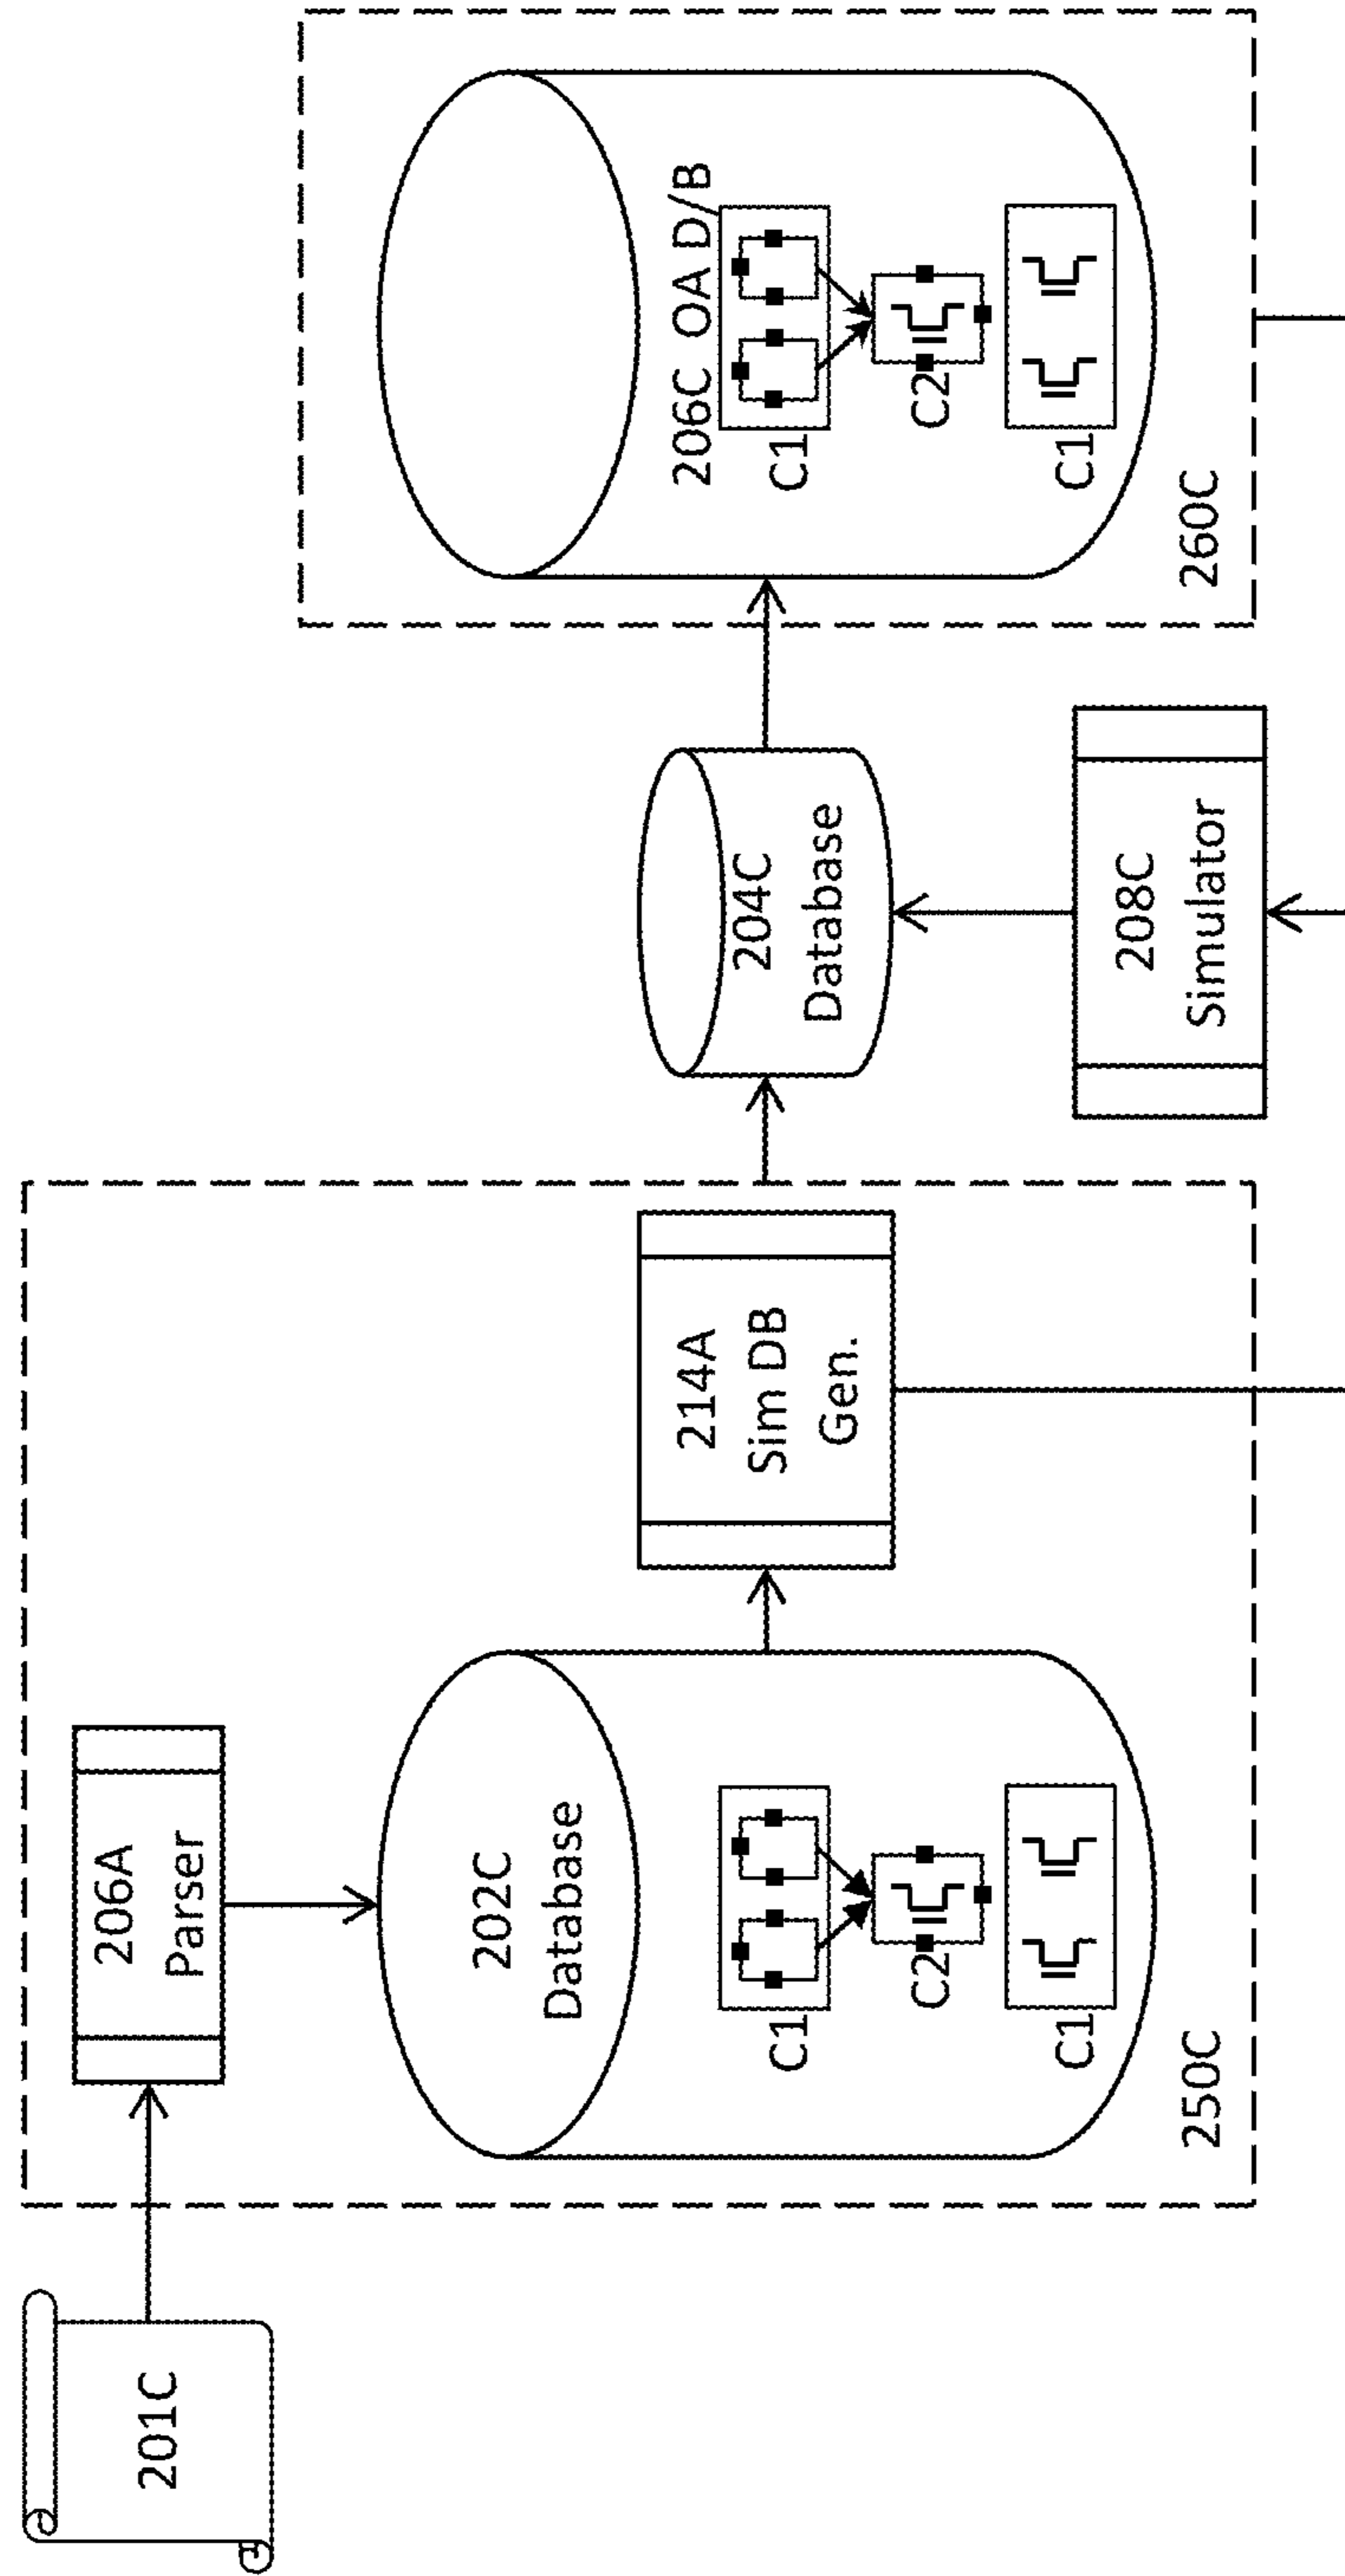 201C
206A
Parser
202C
Database
C1
C2
C1
250C
214A
Sim DB
Gen.
204C
Database
208C
Simulator
206C OA D/B
C1
C2
C1
260C